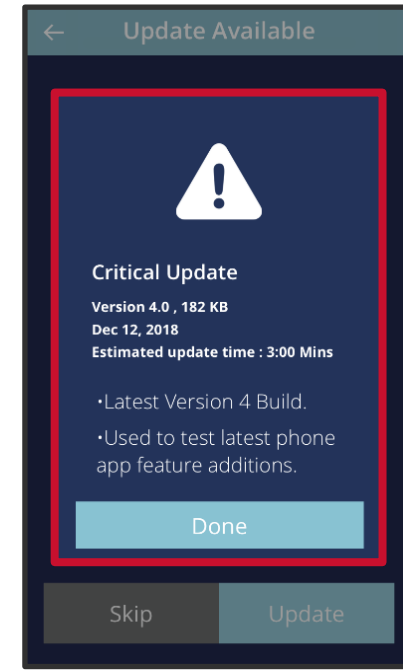 ← Update Available
!
Critical Update
Version 4.0 , 182 KB
Dec 12, 2018
Estimated update time : 3:00 Mins
•Latest Version 4 Build.
•Used to test latest phone
app feature additions.
Done
Skip
Update